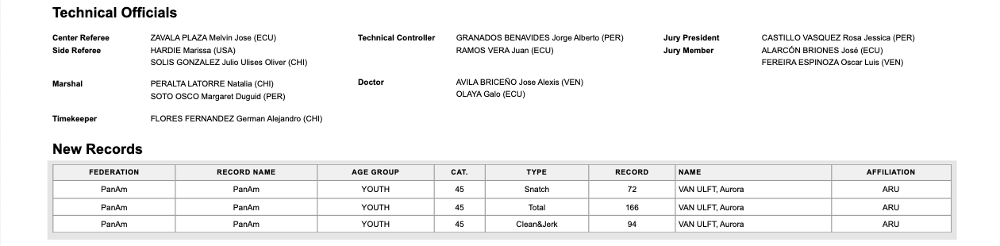 Technical Officials
Center Referee ZAVALA PLAZA Melvin Jose (ECU) Technical Controller GRANADOS BENAVIDES Jorge Alberto (PER) Jury President CASTILLO VASQUEZ Rosa Jessica (PER)
Side Referee HARDIE Marissa (USA) RAMOS VERA Juan (ECU) Jury Member ALARCÓN BRIONES José (ECU)
SOLIS GONZALEZ Julio Ulises Oliver (CHI) FEREIRA ESPINOZA Oscar Luis (VEN)
Marshal PERALTA LATORRE Natalia (CHI) Doctor AVILA BRICEÑO Jose Alexis (VEN)
SOTO OSCO Margaret Duguid (PER) OLAYA Galo (ECU)
Timekeeper FLORES FERNANDEZ German Alejandro (CHI)
New Records
FEDERATION RECORD NAME AGE GROUP CAT. TYPE RECORD NAME AFFILIATION
PanAm PanAm YOUTH 45 Snatch 72 VAN ULFT, Aurora ARU
PanAm PanAm YOUTH 45 Total 166 VAN ULFT, Aurora ARU
PanAm PanAm YOUTH 45 Clean&Jerk 94 VAN ULFT, Aurora ARU